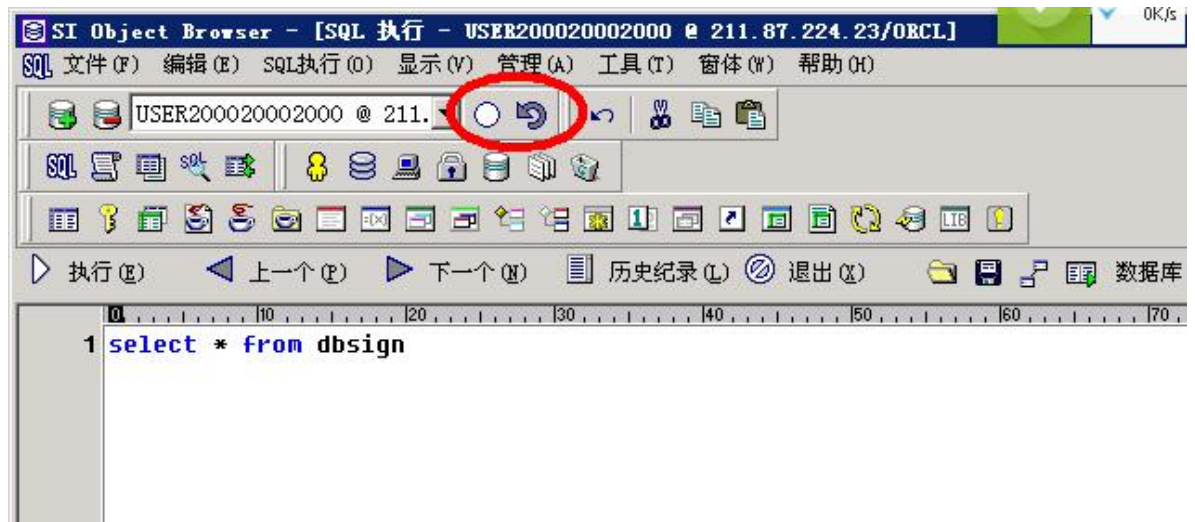 0K/s
SI Object Browser - [SQL 执行 - USER200020002000 @ 211.87.224.23/ORCL]
SQL 文件(F) 编辑(E) SQL执行(O) 显示(V) 管理(A) 工具(T) 窗体(W) 帮助(H)
USER200020002000 @ 211.
SQL SQL
LIB
执行(E) 上一个(P) 下一个(N) 历史纪录(L) 退出(X) 数据库
0 10 20 30 40 50 60 70
1 select * from dbsign